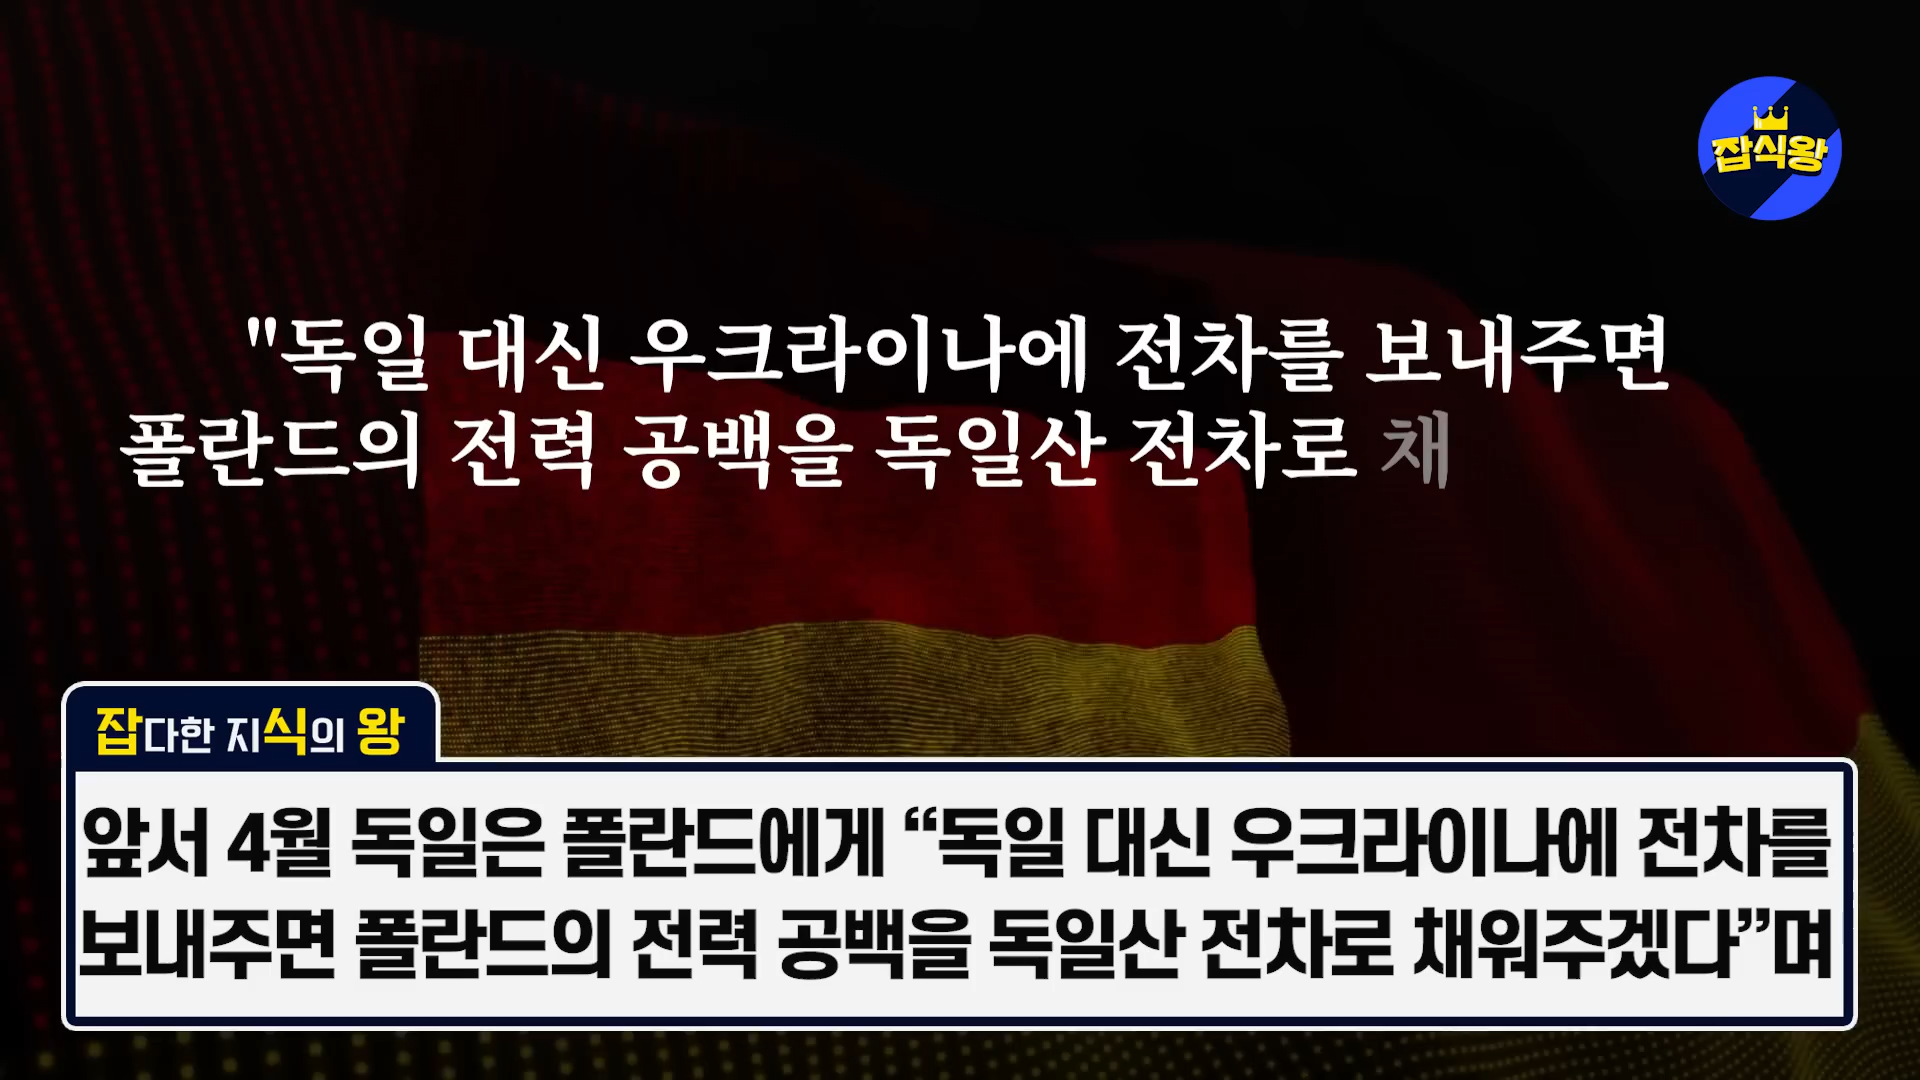 잡식왕
"독일 대신 우크라이나에 전차를 보내주면
폴란드의 전력 공백을 독일산 전차로 채
잡다한 지식의 왕
앞서 4월 독일은 폴란드에게 “독일 대신 우크라이나에 전차를
보내주면 폴란드의 전력 공백을 독일산 전차로 채워주겠다”며